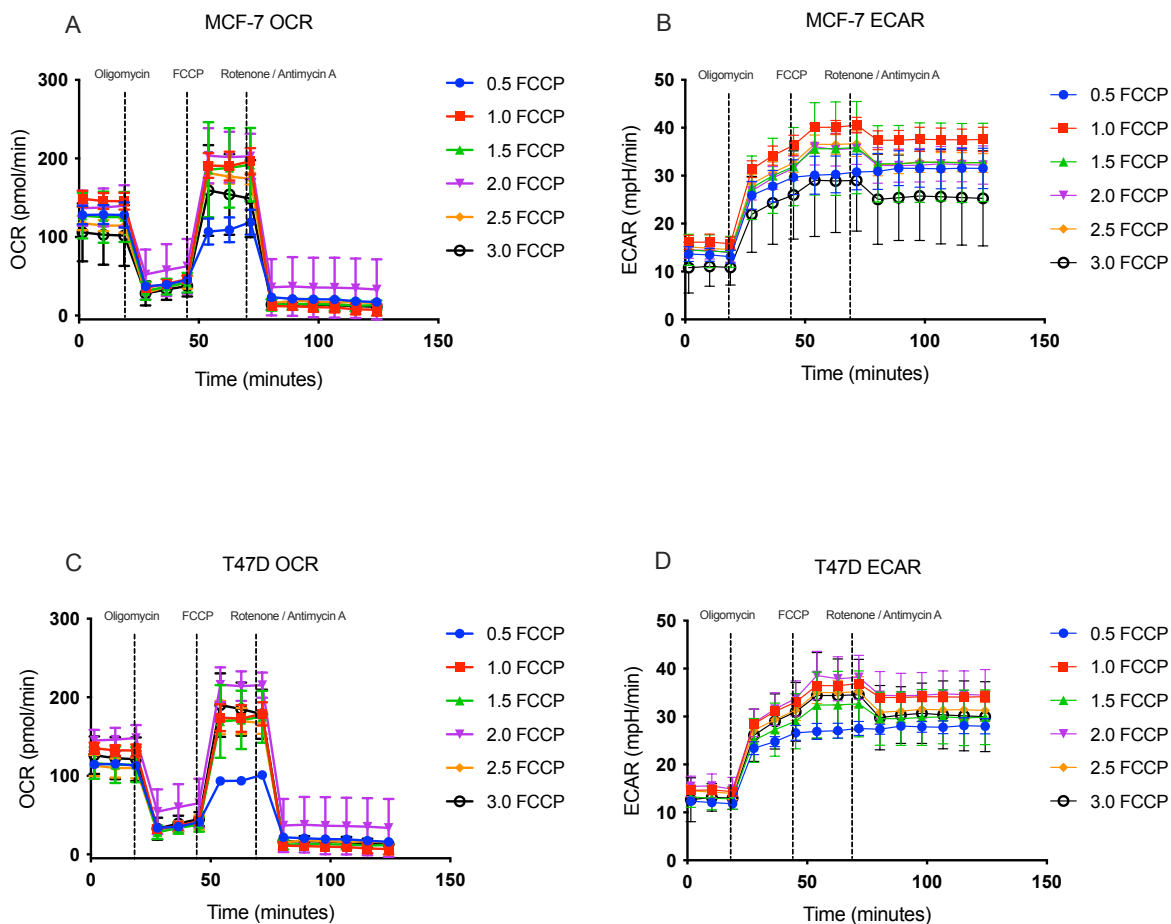 A
MCF-7 OCR
Oligomycin FCCP Rotenone / Antimycin A
300
200
100
0
OCR (pmol/min)
0 50 100 150
Time (minutes)
0.5 FCCP
1.0 FCCP
1.5 FCCP
2.0 FCCP
2.5 FCCP
3.0 FCCP
B
MCF-7 ECAR
Oligomycin FCCP Rotenone / Antimycin A
50
40
30
20
10
0
ECAR (mpH/min)
0 50 100 150
Time (minutes)
0.5 FCCP
1.0 FCCP
1.5 FCCP
2.0 FCCP
2.5 FCCP
3.0 FCCP
C
T47D OCR
Oligomycin FCCP Rotenone / Antimycin A
300
200
100
0
OCR (pmol/min)
0 50 100 150
Time (minutes)
0.5 FCCP
1.0 FCCP
1.5 FCCP
2.0 FCCP
2.5 FCCP
3.0 FCCP
D
T47D ECAR
Oligomycin FCCP Rotenone / Antimycin A
50
40
30
20
10
0
ECAR (mpH/min)
0 50 100 150
Time (minutes)
0.5 FCCP
1.0 FCCP
1.5 FCCP
2.0 FCCP
2.5 FCCP
3.0 FCCP